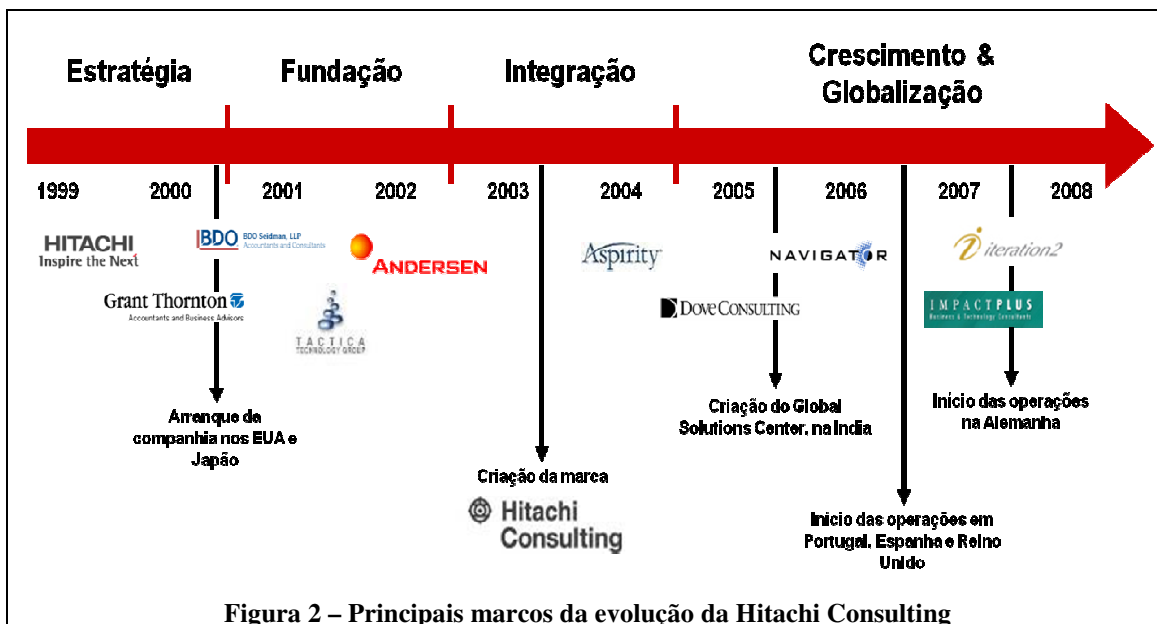 Estratégia
Fundação
Integração
Crescimento &
Globalização
1999 2000 2001 2002 2003 2004 2005 2006 2007 2008
HITACHI
Inspire the Next
BDO BDO Seidman, LLP
Accountants and Consultants
ANDERSEN
Aspirity
NAVIGATOR
iteration2
Grant Thornton
Accountants and Business Advisors
TACTICA
TECHNOLOGY GROUP
DOVE CONSULTING
IMPACTPLUS
Business & Technology Consultants
Arranque da
companhia nos EUA e
Japão
Criação da marca
Hitachi
Consulting
Criação do Global
Solutions Center, na India
Início das operações em
Portugal, Espanha e Reino
Unido
Início das operações
na Alemanha
Figura 2 – Principais marcos da evolução da Hitachi Consulting